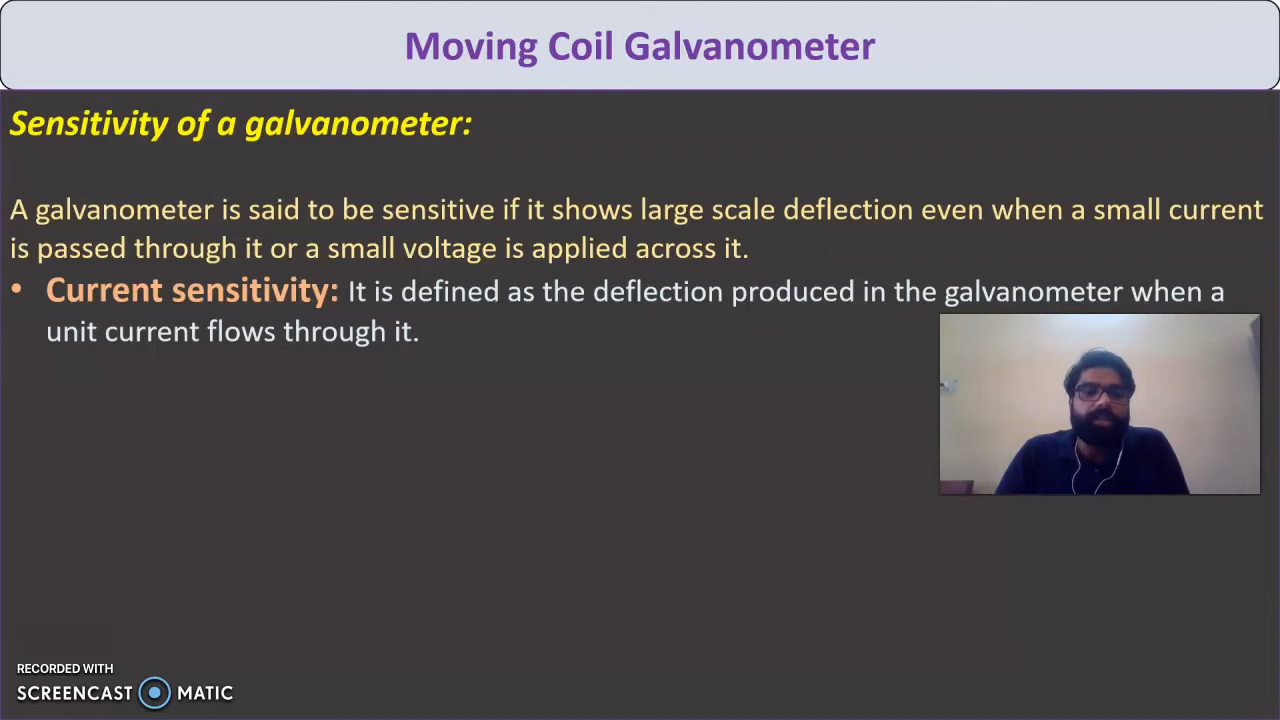 Moving Coil Galvanometer
Sensitivity of a galvanometer:
A galvanometer is said to be sensitive if it shows large scale deflection even when a small current
is passed through it or a small voltage is applied across it.
• Current sensitivity: It is defined as the deflection produced in the galvanometer when a
unit current flows through it.
RECORDED WITH
SCREENCAST MATIC